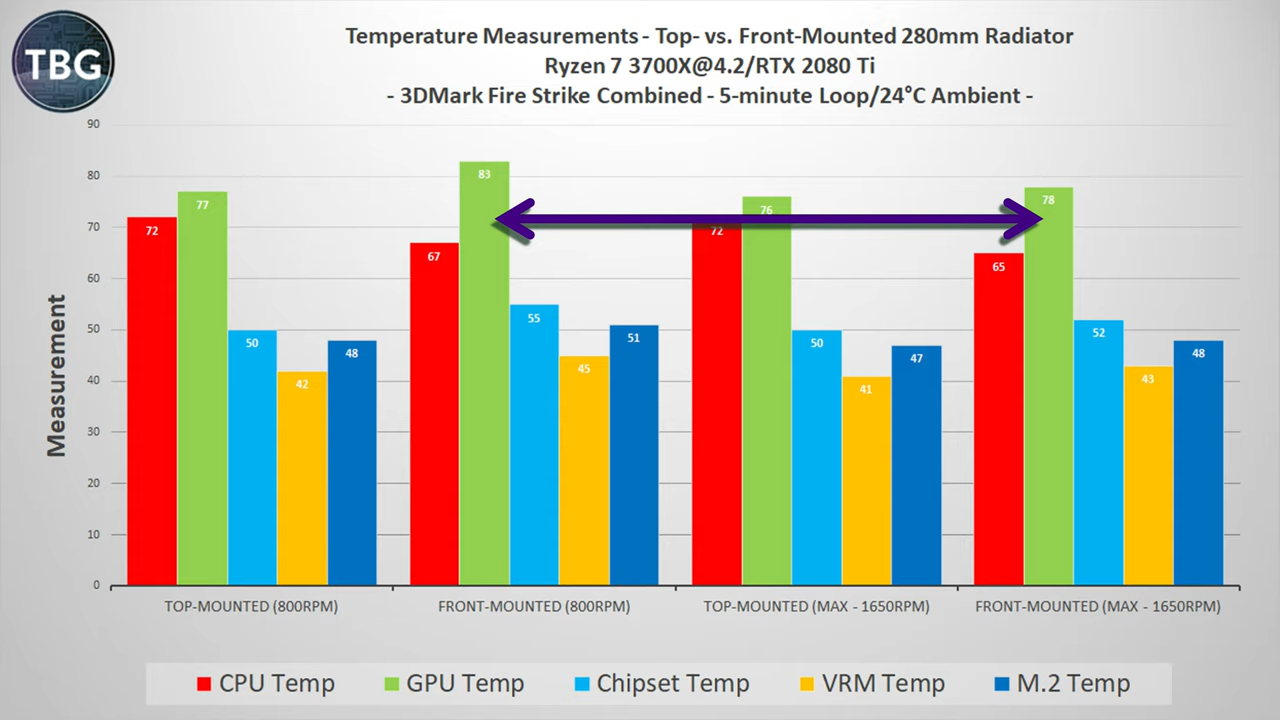 TBG
Temperature Measurements - Top- vs. Front-Mounted 280mm Radiator
Ryzen 7 3700X@4.2/RTX 2080 Ti
- 3DMark Fire Strike Combined - 5-minute Loop/24°C Ambient -
Measurement
90
80
70
60
50
40
30
20
10
0
72
77
50
42
48
67
83
55
45
51
72
76
50
41
47
65
78
52
43
48
TOP-MOUNTED (800RPM)
FRONT-MOUNTED (800RPM)
TOP-MOUNTED (MAX - 1650RPM)
FRONT-MOUNTED (MAX - 1650RPM)
CPU Temp
GPU Temp
Chipset Temp
VRM Temp
M.2 Temp